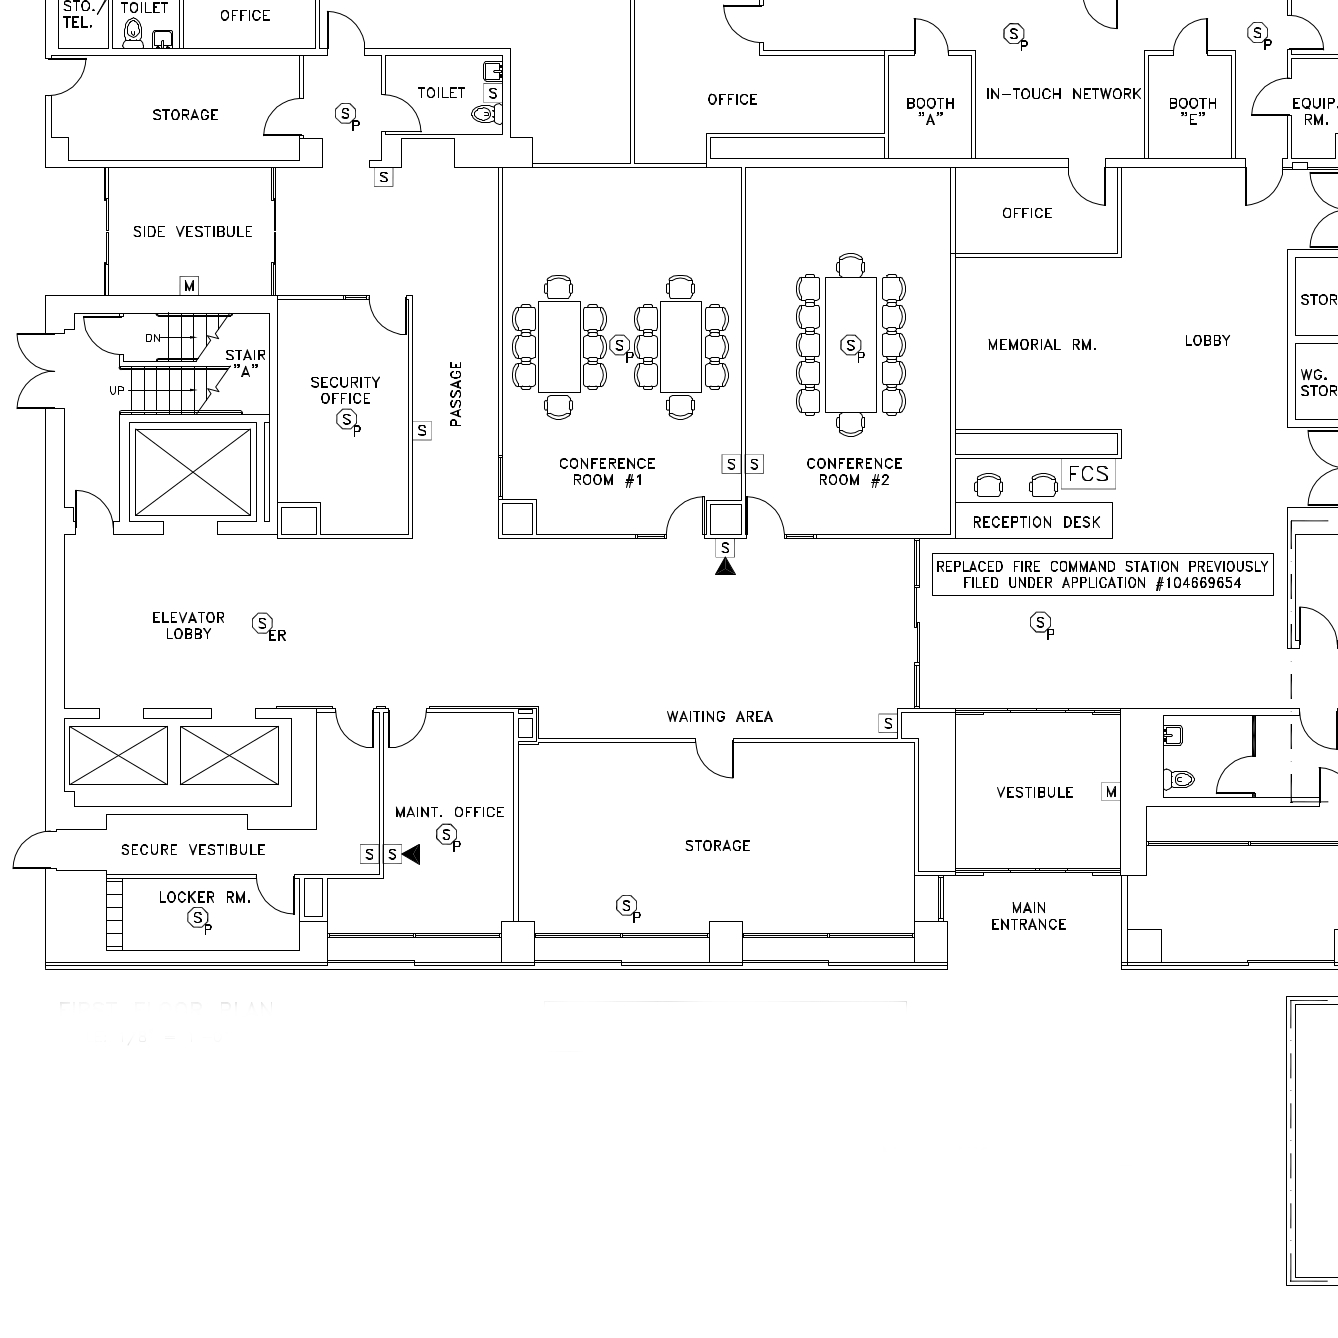 STO./
TEL.
TOILET
OFFICE
S
P
S
P
STORAGE
S
P
TOILET
S
OFFICE
BOOTH
"A"
IN-TOUCH NETWORK
BOOTH
"E"
EQUIP.
RM.
S
SIDE VESTIBULE
M
OFFICE
DN
UP
STAIR
"A"
SECURITY
OFFICE
S
P
PASSAGE
S
S
P
CONFERENCE
ROOM #1
S
S
S
P
CONFERENCE
ROOM #2
MEMORIAL RM.
LOBBY
STOR
WG.
STOR
FCS
RECEPTION DESK
S
REPLACED FIRE COMMAND STATION PREVIOUSLY
FILED UNDER APPLICATION #104669654
ELEVATOR
LOBBY
S
ER
S
P
WAITING AREA
S
MAINT. OFFICE
S
P
VESTIBULE
M
SECURE VESTIBULE
S
S
STORAGE
LOCKER RM.
S
P
S
P
MAIN
ENTRANCE
FIRST FLOOR PLAN